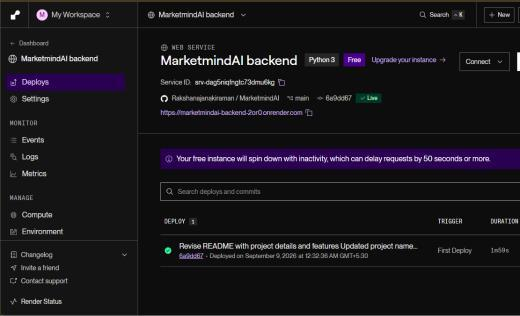 M My Workspace
MarketmindAI backend
Search
K
+ New
← Dashboard
MarketmindAI backend
Deploys
Settings
MONITOR
Events
Logs
Metrics
MANAGE
Compute
Environment
Changelog
Invite a friend
Contact support
Render Status
WEB SERVICE
MarketmindAI backend Python 3 Free Upgrade your instance →
Connect
Service ID: srv-dag5niqfngtc73dmu6kg
Rakshanajanakiraman / MarketmindAI main 6a9dd67 ✓ Live
https://marketmindai-backend-2or0.onrender.com
Your free instance will spin down with inactivity, which can delay requests by 50 seconds or more.
Search deploys and commits
DEPLOY 1 TRIGGER DURATION
Revise README with project details and features Updated project name... First Deploy 1m59s
6a9dd67 • Deployed on September 9, 2026 at 12:32:36 AM GMT+5:30